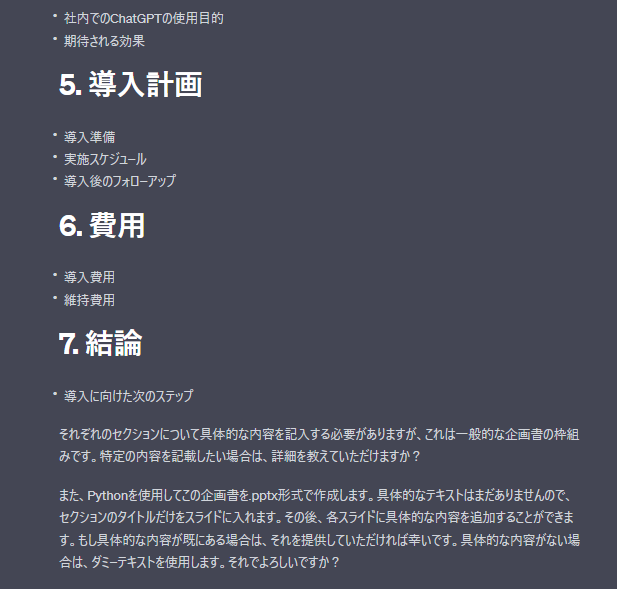 ・社内でのChatGPTの使用目的
・期待される効果
5. 導入計画
・導入準備
・実施スケジュール
・導入後のフォローアップ
6. 費用
・導入費用
・維持費用
7. 結論
・導入に向けた次のステップ
それぞれのセクションについて具体的な内容を記入する必要がありますが、これは一般的な企画書の枠組
みです。特定の内容を記載したい場合は、詳細を教えていただけますか？
また、Pythonを使用してこの企画書を.pptx形式で作成します。具体的なテキストはまだありませんので、
セクションのタイトルだけをスライドに入れます。その後、各スライドに具体的な内容を追加することができま
す。もし具体的な内容が既にある場合は、それを提供していただければ幸いです。具体的な内容がない場
合は、ダミーテキストを使用します。それでよろしいですか？